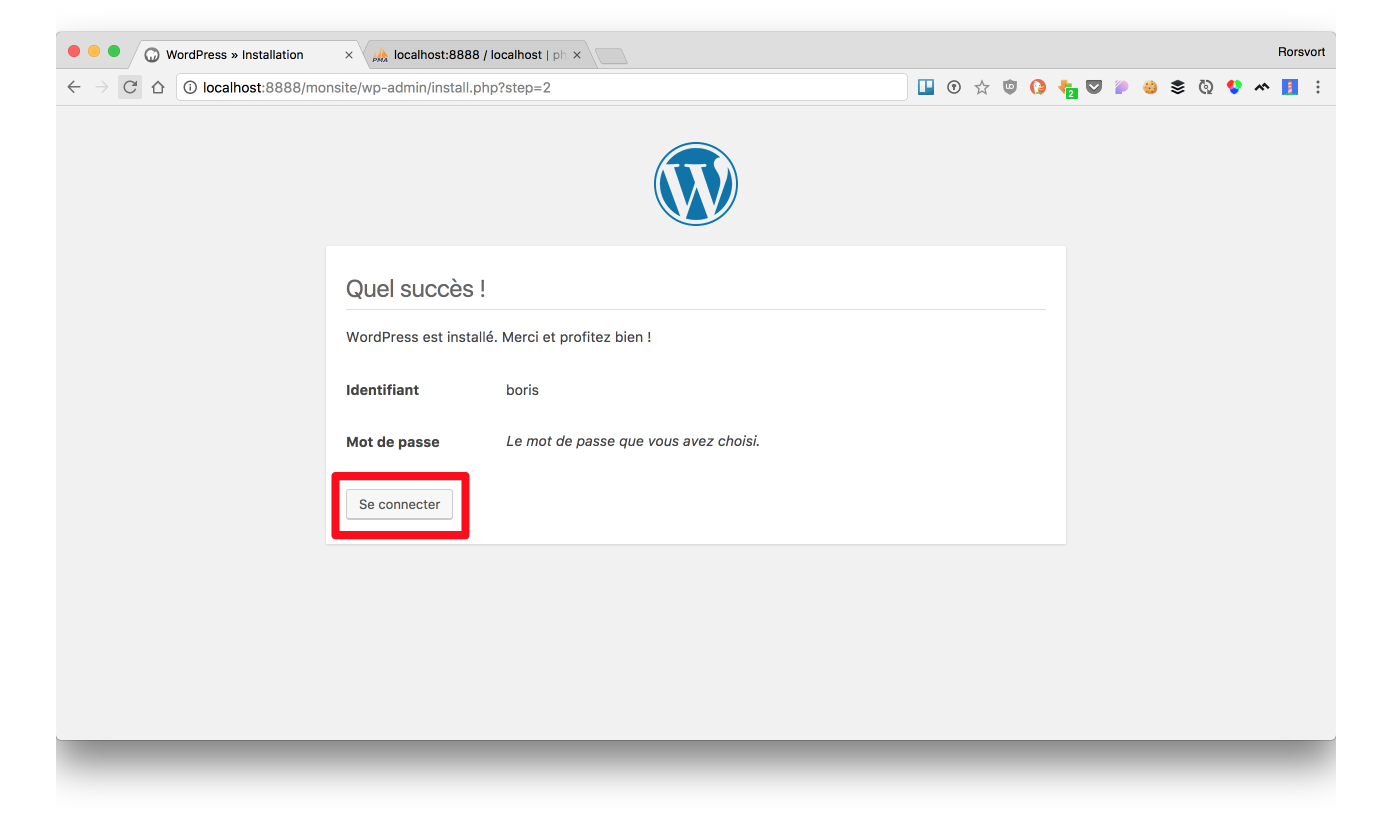 WordPress » Installation
localhost:8888 / localhost | ph
Rorsvort
localhost:8888/monsite/wp-admin/install.php?step=2
2
Quel succès !
WordPress est installé. Merci et profitez bien !
Identifiant boris
Mot de passe Le mot de passe que vous avez choisi.
Se connecter